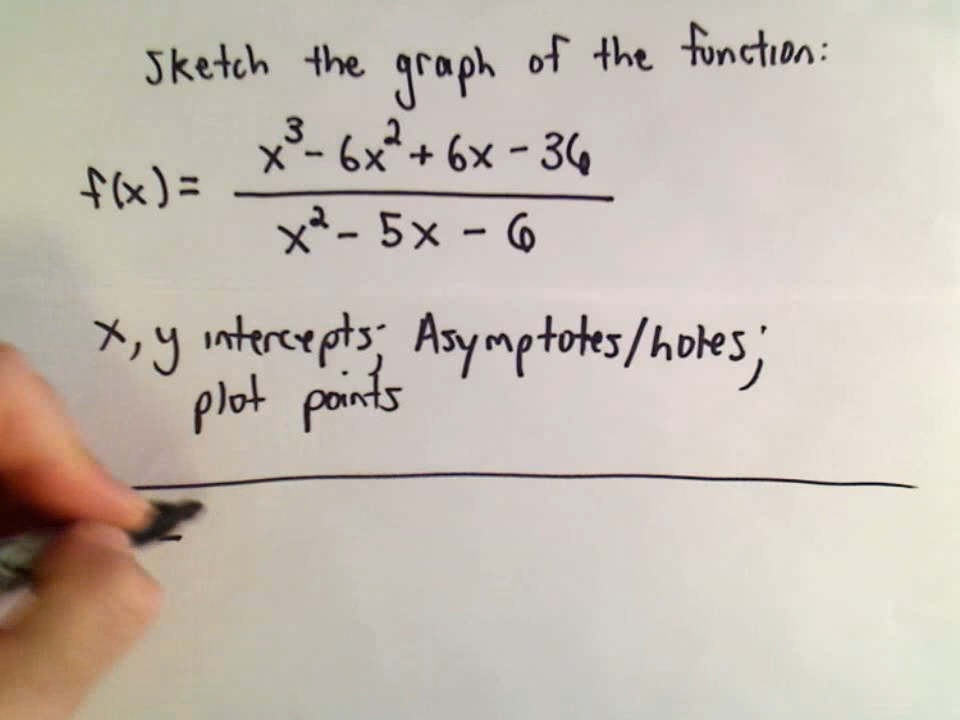 Sketch the graph of the function:
f(x) = x³ - 6x² + 6x - 36 / x² - 5x - 6
x, y intercepts; Asymptotes/holes;
plot points